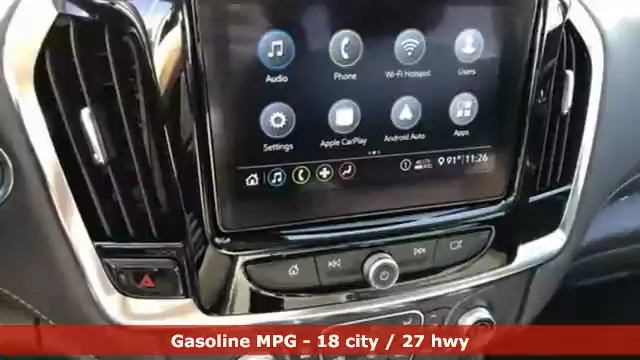 Audio Phone Wi-Fi Hotspot Users
Settings Apple CarPlay Android Auto Apps
91° 11:26
Gasoline MPG - 18 city / 27 hwy